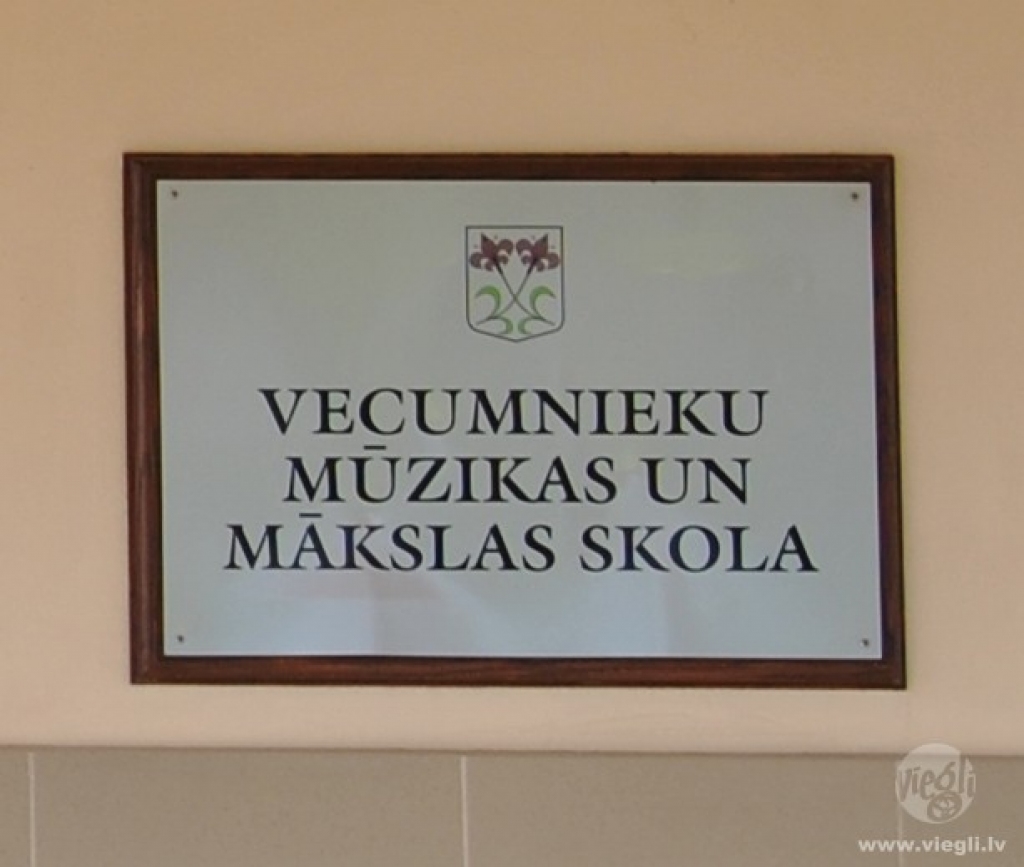 VECUMNIEKU
MŪZIKAS UN
MĀKSLAS SKOLA
viegli
www.viegli.lv